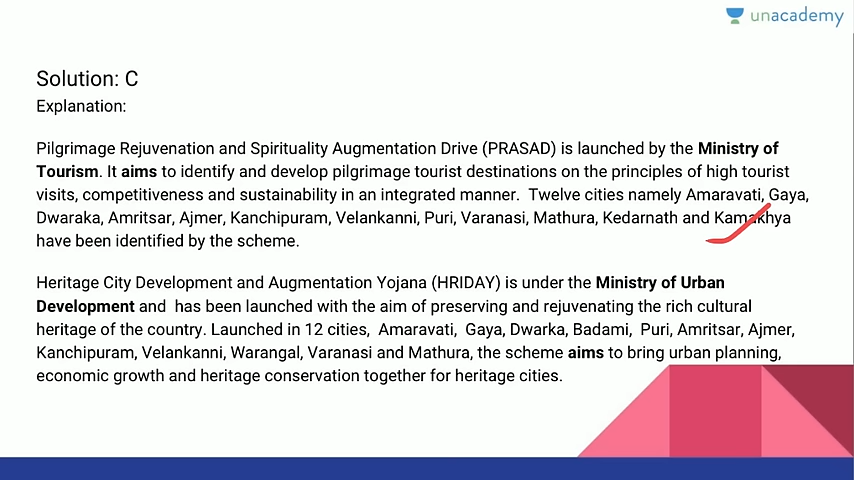 unacademy
Solution: C
Explanation:
Pilgrimage Rejuvenation and Spirituality Augmentation Drive (PRASAD) is launched by the Ministry of
Tourism. It aims to identify and develop pilgrimage tourist destinations on the principles of high tourist
visits, competitiveness and sustainability in an integrated manner. Twelve cities namely Amaravati, Gaya,
Dwaraka, Amritsar, Ajmer, Kanchipuram, Velankanni, Puri, Varanasi, Mathura, Kedarnath and Kamakhya
have been identified by the scheme.
Heritage City Development and Augmentation Yojana (HRIDAY) is under the Ministry of Urban
Development and has been launched with the aim of preserving and rejuvenating the rich cultural
heritage of the country. Launched in 12 cities, Amaravati, Gaya, Dwarka, Badami, Puri, Amritsar, Ajmer,
Kanchipuram, Velankanni, Warangal, Varanasi and Mathura, the scheme aims to bring urban planning,
economic growth and heritage conservation together for heritage cities.